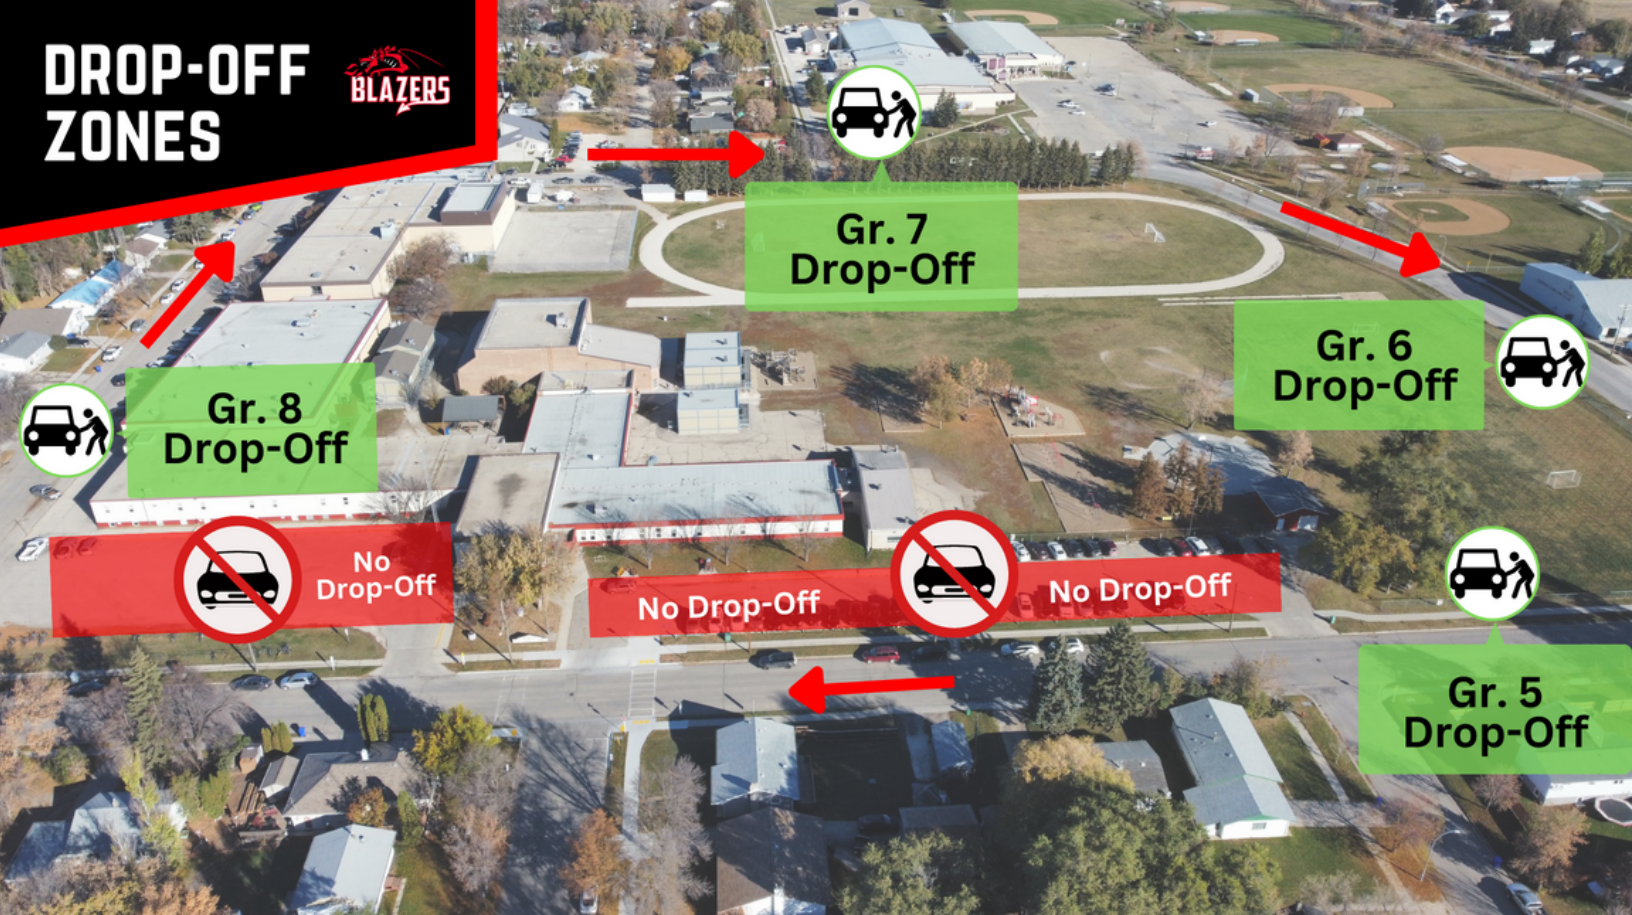 DROP-OFF
ZONES
BLAZERS
Gr. 7
Drop-Off
Gr. 6
Drop-Off
Gr. 8
Drop-Off
No
Drop-Off
No Drop-Off
No Drop-Off
Gr. 5
Drop-Off